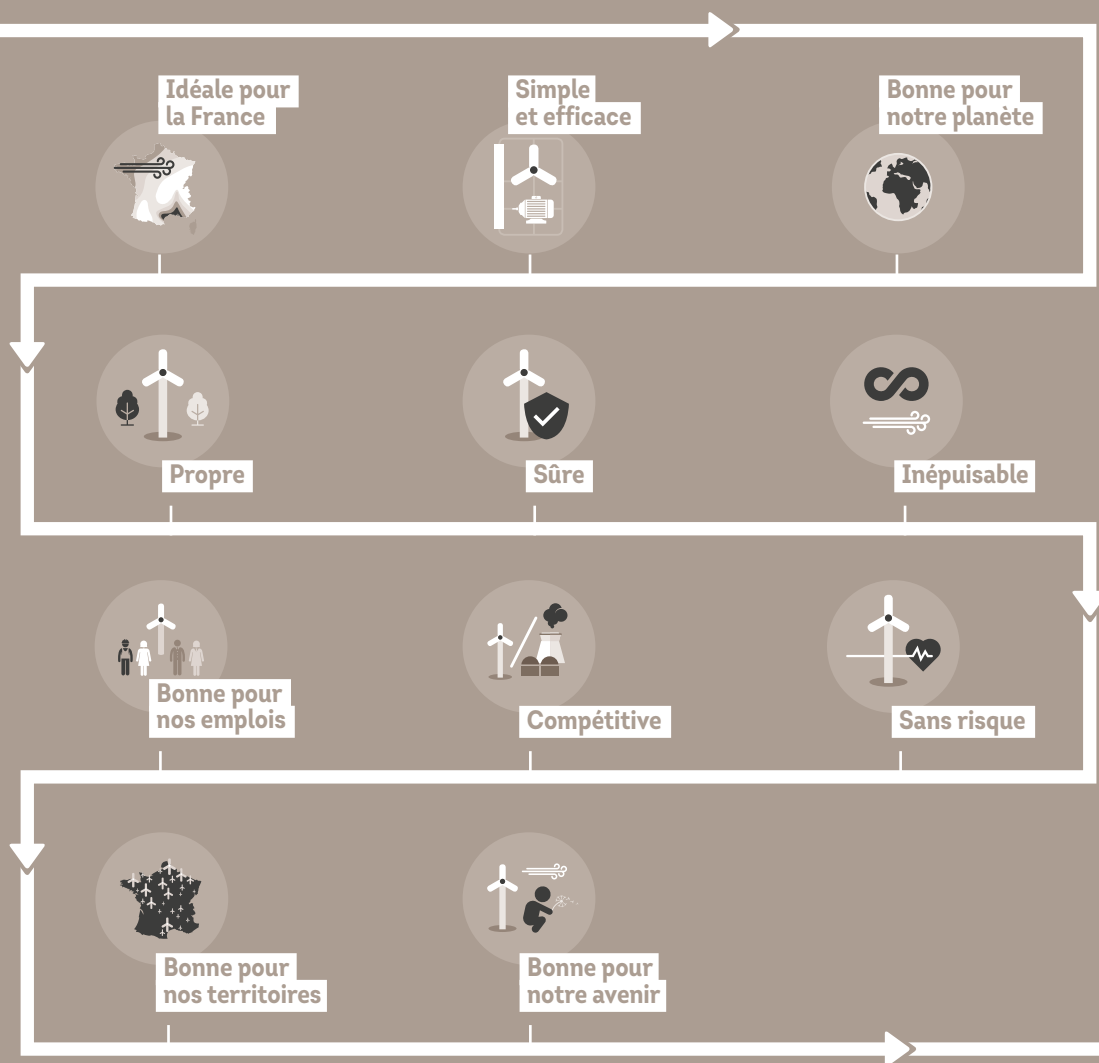 Idéale pour
la France
Simple
et efficace
Bonne pour
notre planète
Propre
Sûre
Inépuisable
Bonne pour
nos emplois
Compétitive
Sans risque
Bonne pour
nos territoires
Bonne pour
notre avenir